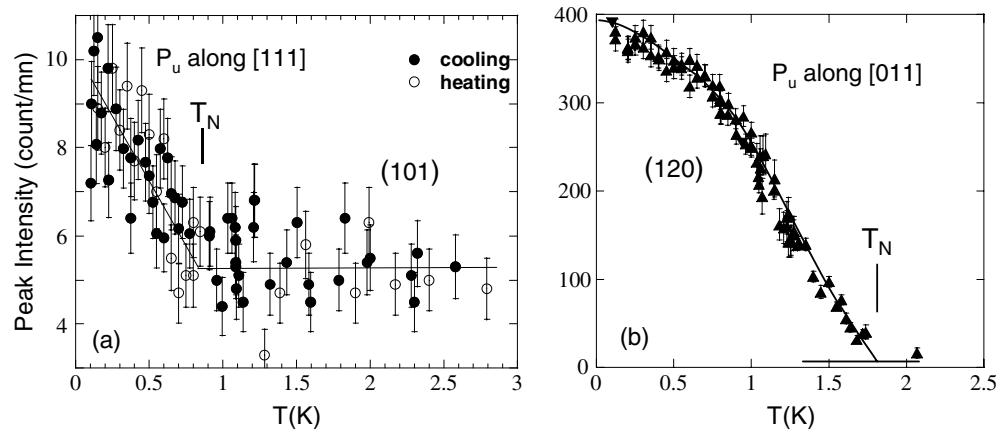 P_u along [111]
cooling
heating
T_N
(101)
(a)
Peak Intensity (count/mn)
10
8
6
4
0 0.5 1 1.5 2 2.5 3
T(K)
P_u along [011]
(120)
T_N
(b)
400
300
200
100
0
0 0.5 1 1.5 2 2.5
T(K)